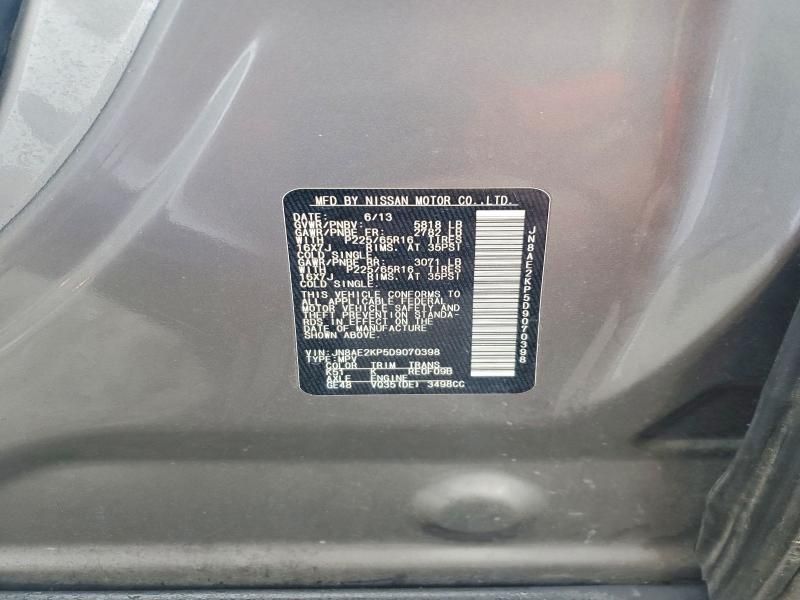 MFD BY NISSAN MOTOR CO.,LTD.
DATE: 6/13
GVWR/PNBV: 5818 LB
GAWR/PNBE FR: 2782 LB
WITH P225/65R16 TIRES
16X7J RIMS. AT 35PSI
COLD SINGLE.
GAWR/PNBE RR: 3071 LB
WITH P225/65R16 TIRES
16X7J RIMS. AT 35PSI
COLD SINGLE.
THIS VEHICLE CONFORMS TO
ALL APPLICABLE FEDERAL
MOTOR VEHICLE SAFETY AND
THEFT PREVENTION STANDA-
RDS IN EFFECT ON THE
DATE OF MANUFACTURE
SHOWN ABOVE.
VIN: JN8AE2KP5D9070398
TYPE: MPV
COLOR TRIM TRANS
K51 K RE0F09B
AXLE ENGINE
GE48 VQ35(DE) 3498CC
JN8AE2KP5D9070398